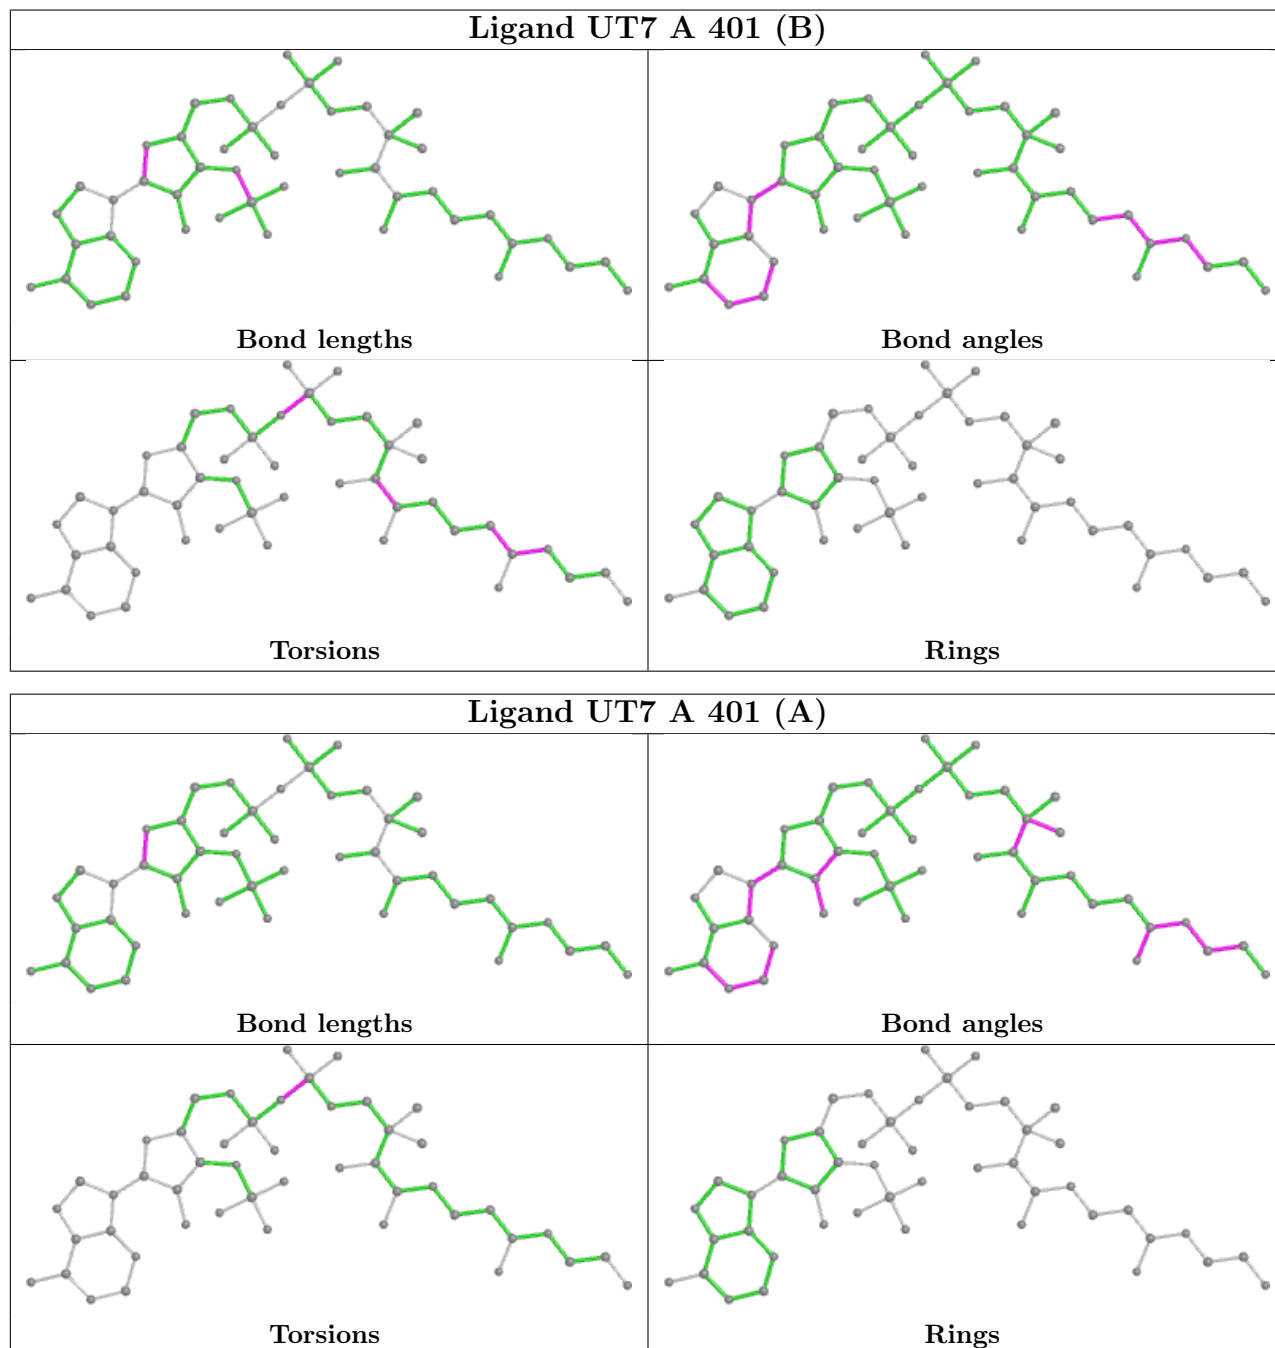 Ligand UT7 A 401 (B)
Bond lengths
Bond angles
Torsions
Rings
Ligand UT7 A 401 (A)
Bond lengths
Bond angles
Torsions
Rings